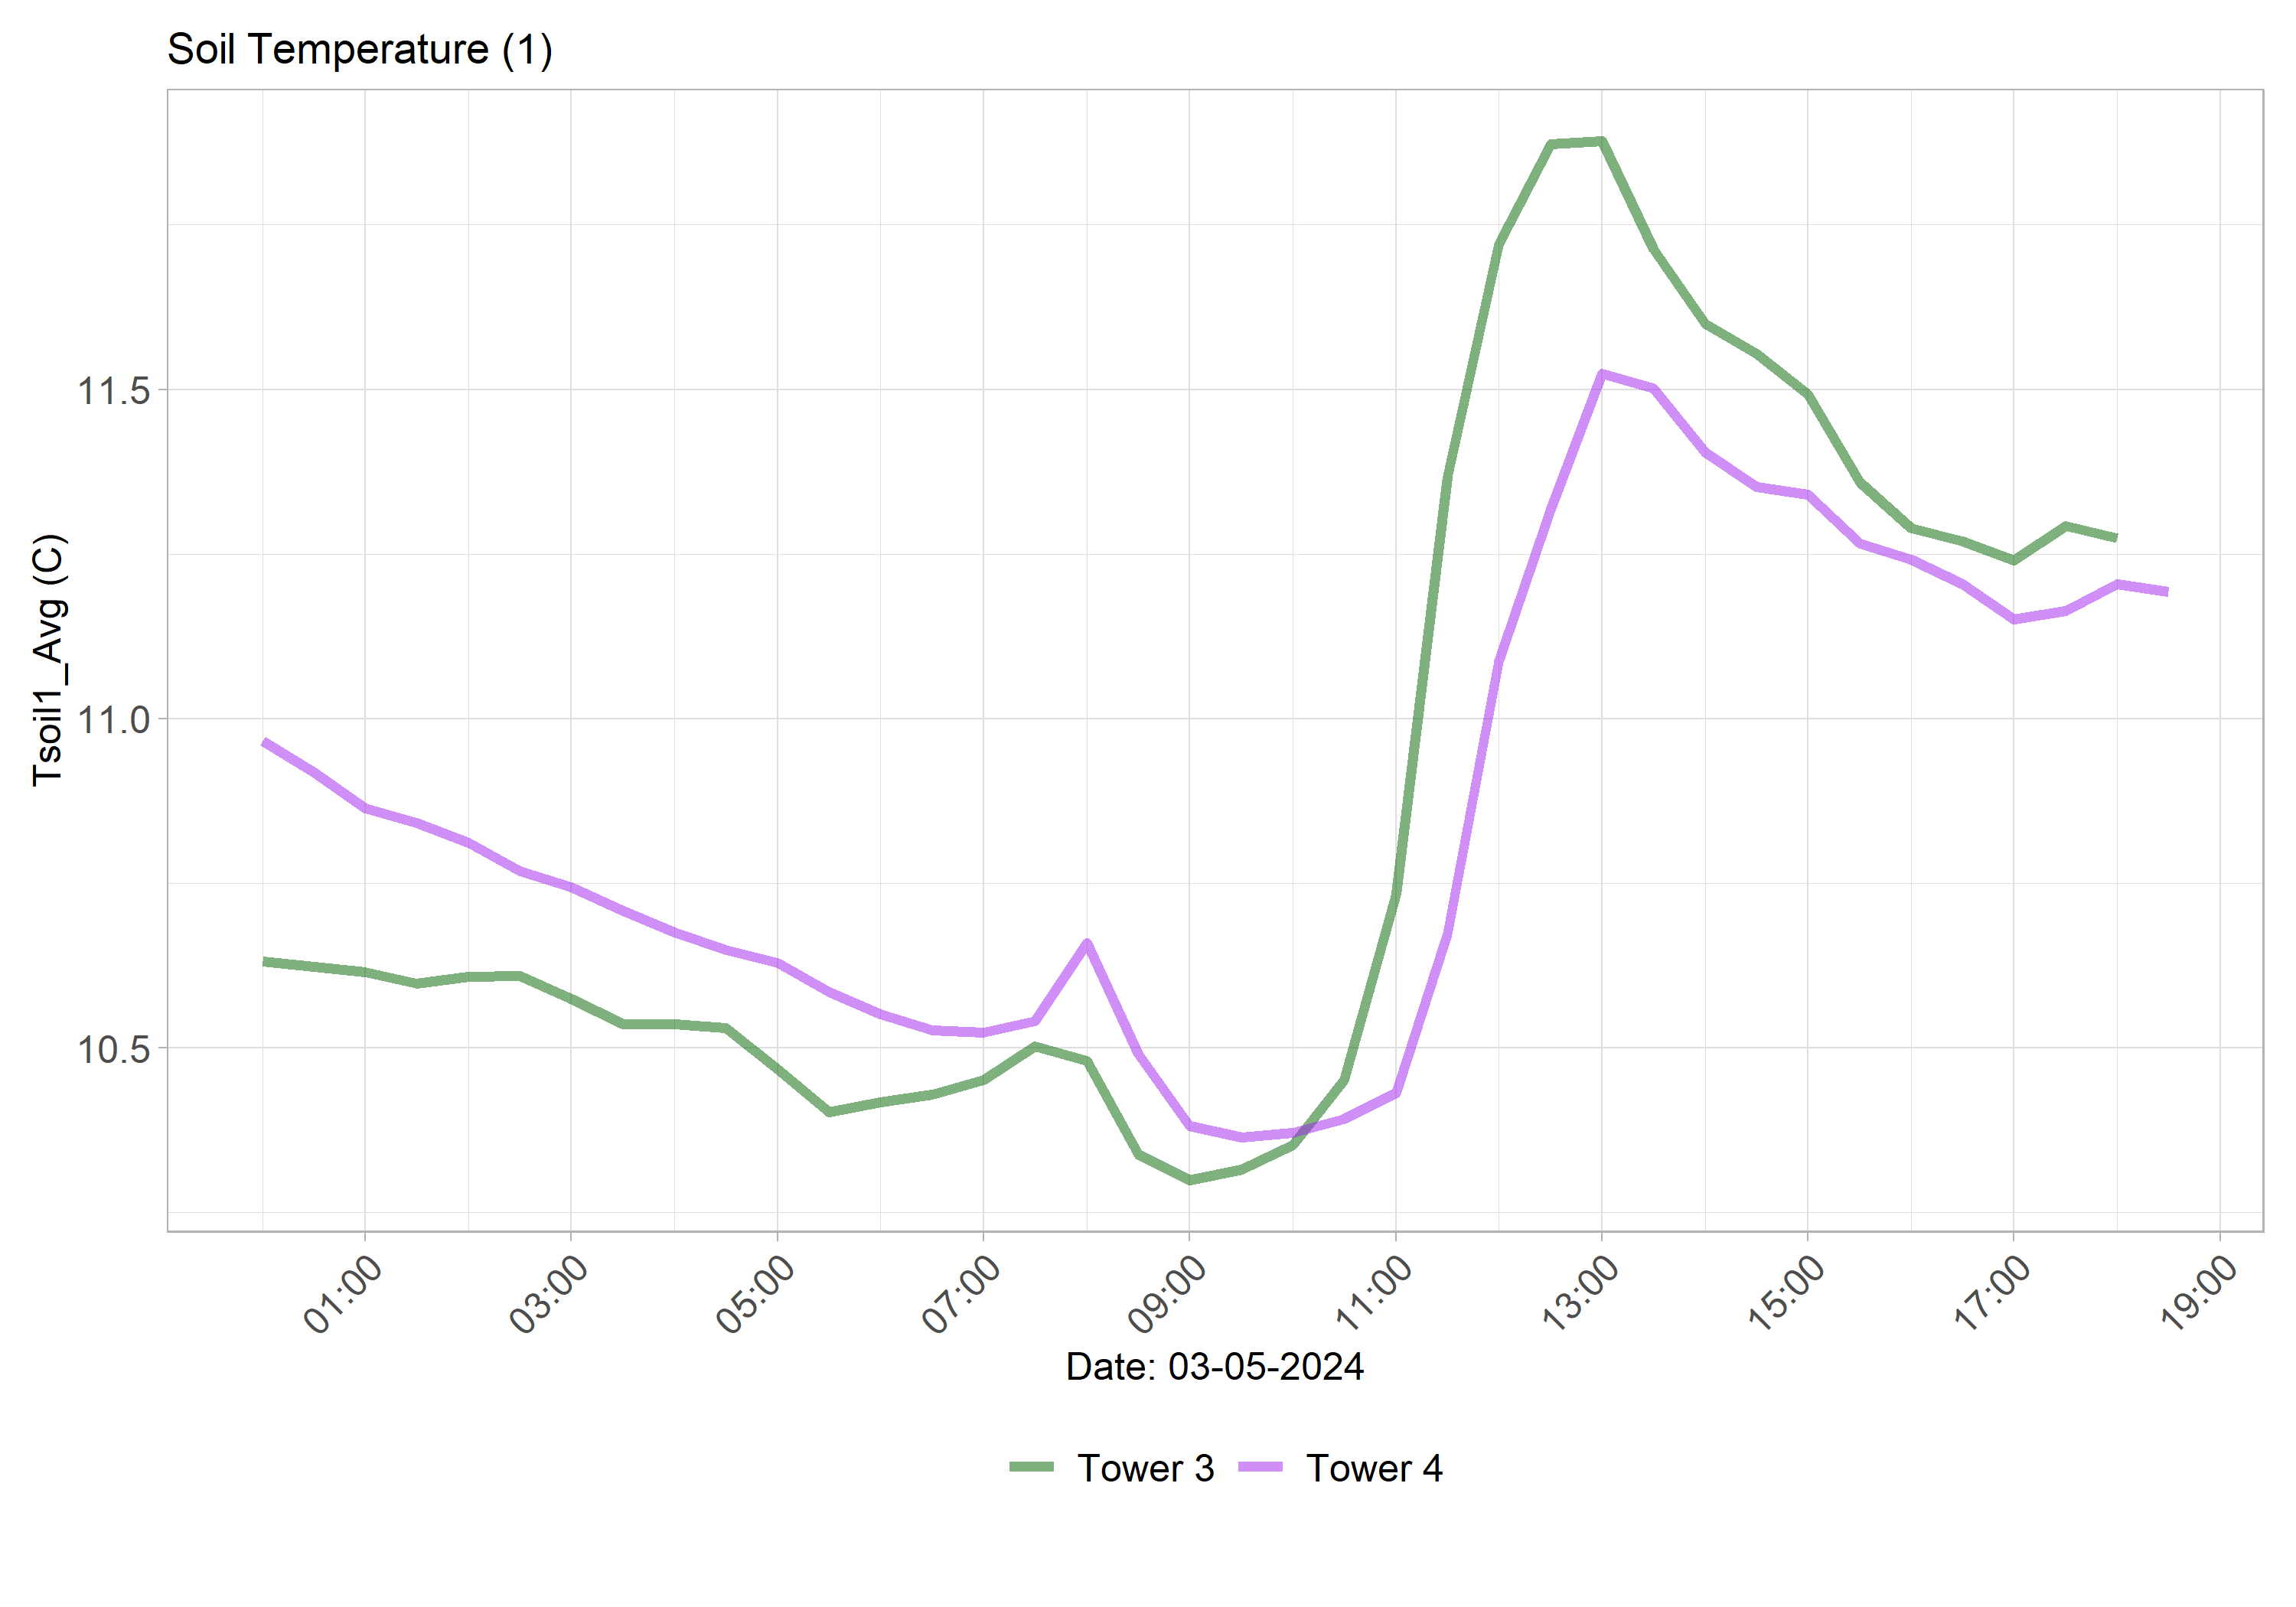 Soil Temperature (1)
Tsoil1_Avg (C)
11.5
11.0
10.5
01:00 03:00 05:00 07:00 09:00 11:00 13:00 15:00 17:00 19:00
Date: 03-05-2024
Tower 3 Tower 4